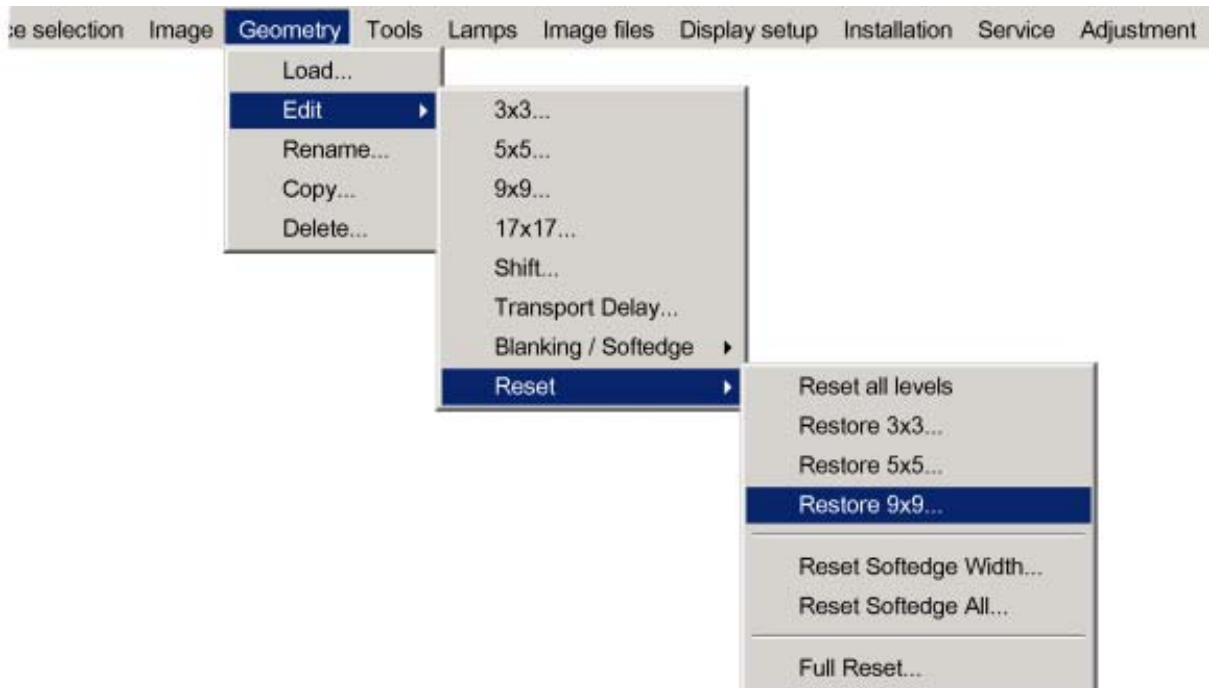 ce selection Image Geometry Tools Lamps Image files Display setup Installation Service Adjustment
Load...
Edit
Rename...
Copy...
Delete...
3x3...
5x5...
9x9...
17x17...
Shift...
Transport Delay...
Blanking / Softedge
Reset
Reset all levels
Restore 3x3...
Restore 5x5...
Restore 9x9...
Reset Softedge Width...
Reset Softedge All...
Full Reset...